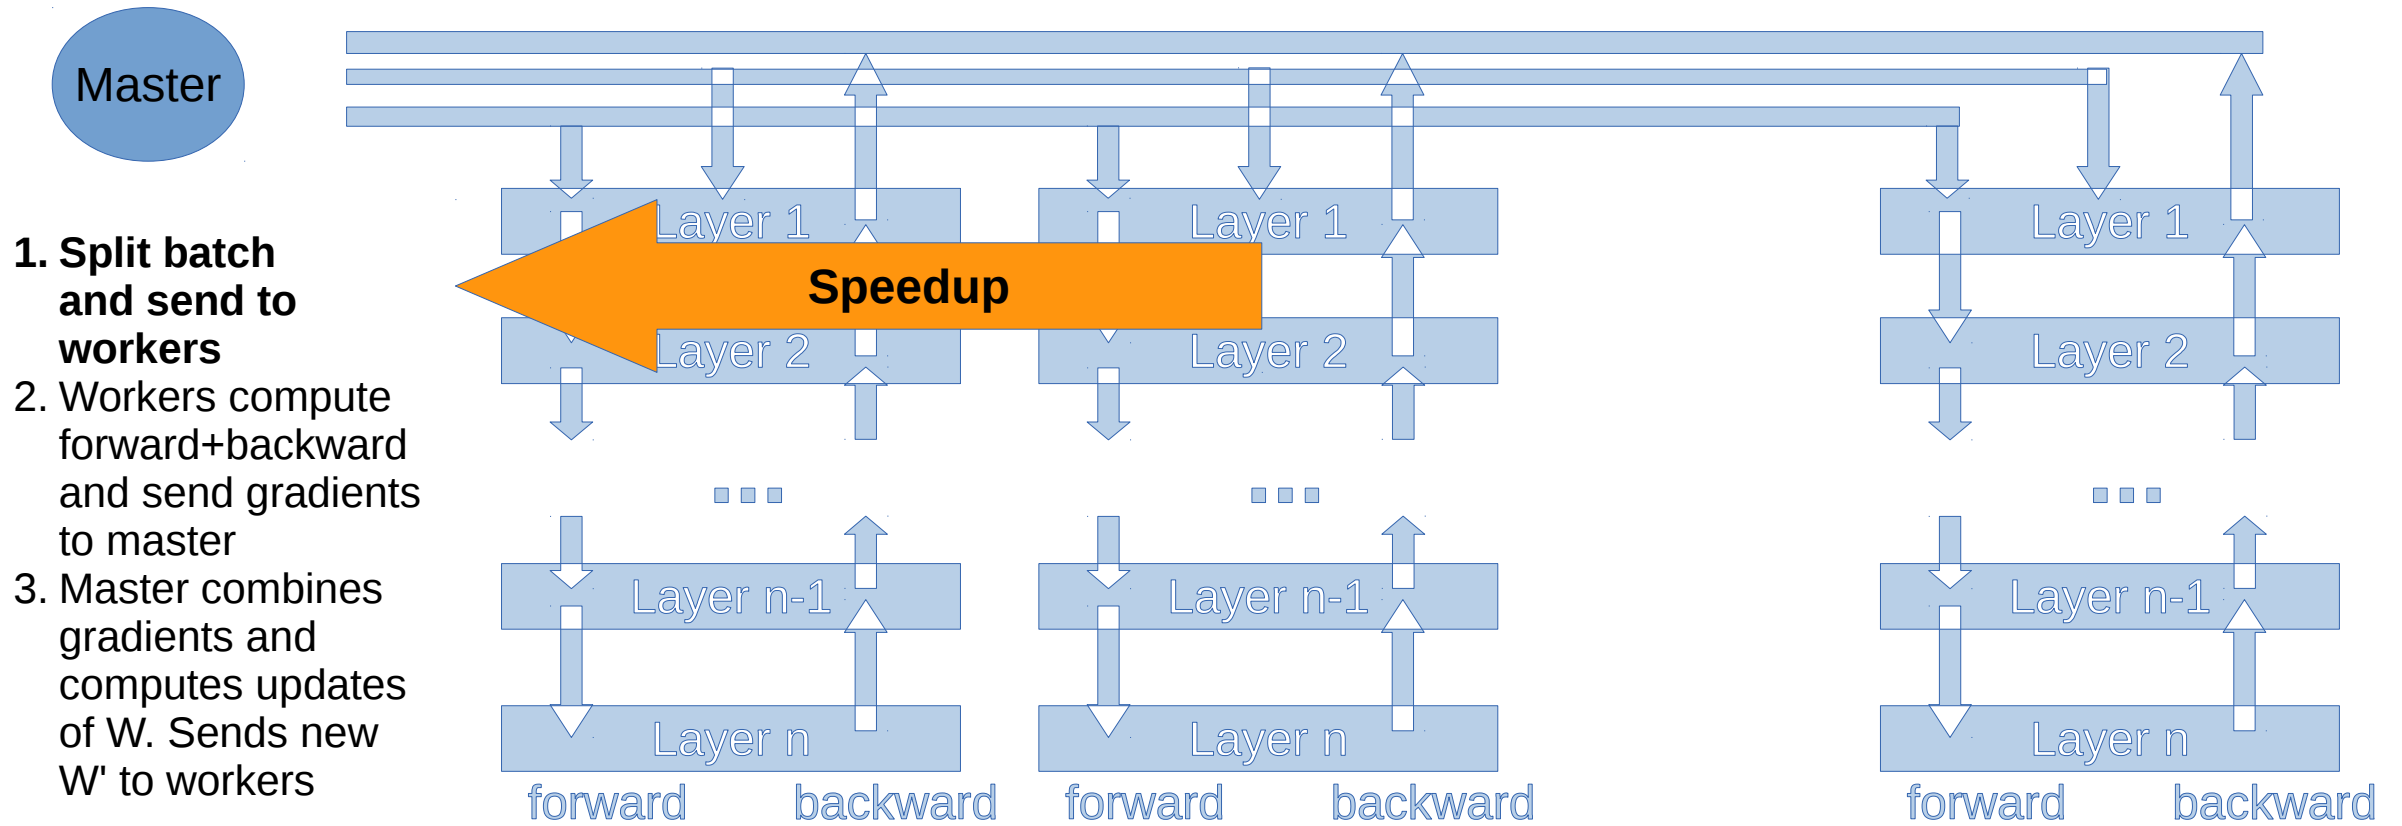 Master
1. Split batch
and send to
workers
2. Workers compute
forward+backward
and send gradients
to master
3. Master combines
gradients and
computes updates
of W. Sends new
W' to workers
Layer 1
Layer 1
Layer 1
Speedup
Layer 2
Layer 2
Layer 2
Layer n-1
Layer n-1
Layer n-1
Layer n
Layer n
Layer n
forward
backward
forward
backward
forward
backward